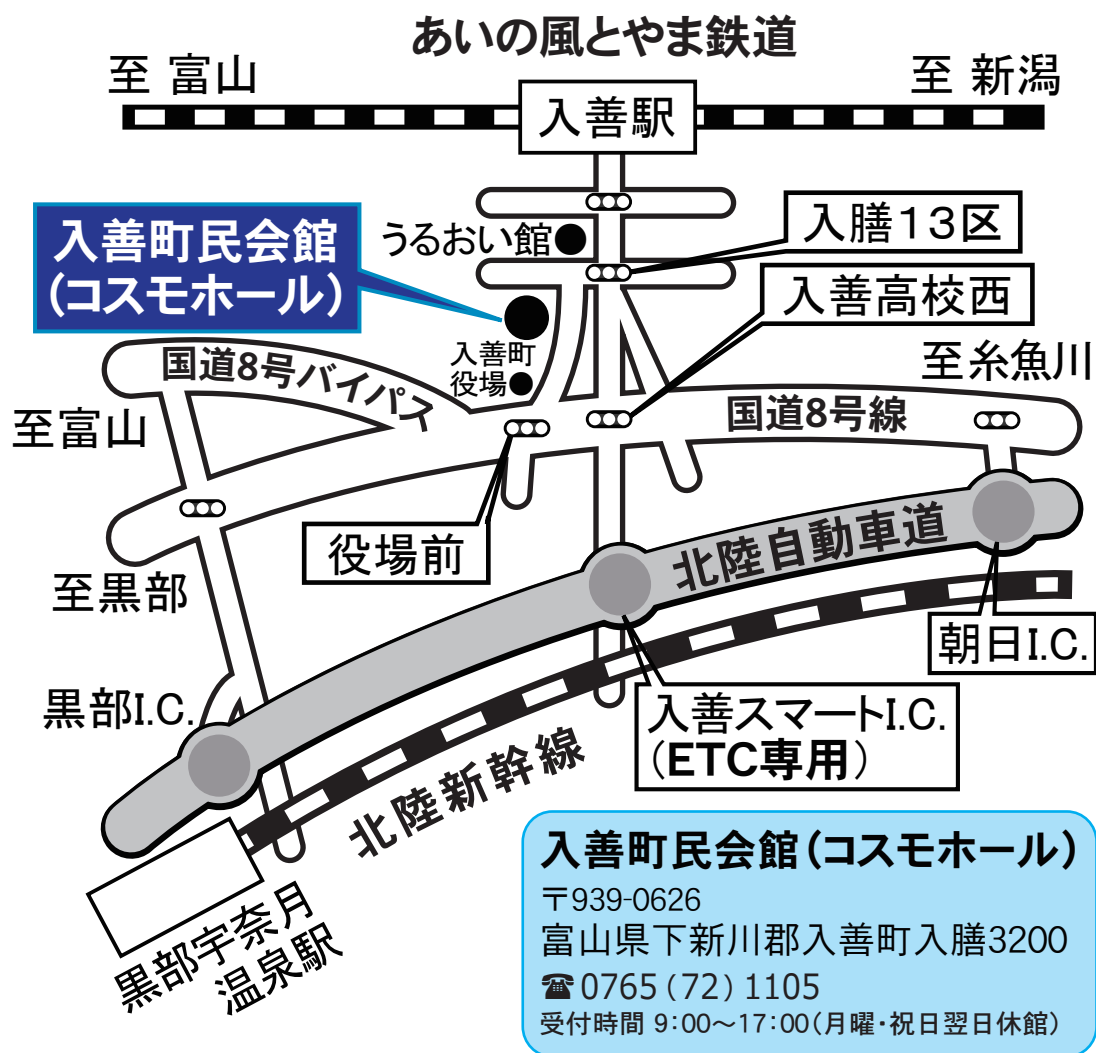 あいの風とやま鉄道
至 富山
至 新潟
入善駅
入善町民会館
(コスモホール)
うるおい館
入膳13区
入善高校西
入善町
役場
国道8号バイパス
至糸魚川
至富山
国道8号線
役場前
北陸自動車道
至黒部
朝日I.C.
黒部I.C.
入善スマートI.C.
(ETC専用)
北陸新幹線
黒部宇奈月
温泉駅
入善町民会館(コスモホール)
〒939-0626
富山県下新川郡入善町入膳3200
☎0765(72)1105
受付時間 9:00〜17:00(月曜・祝日翌日休館)